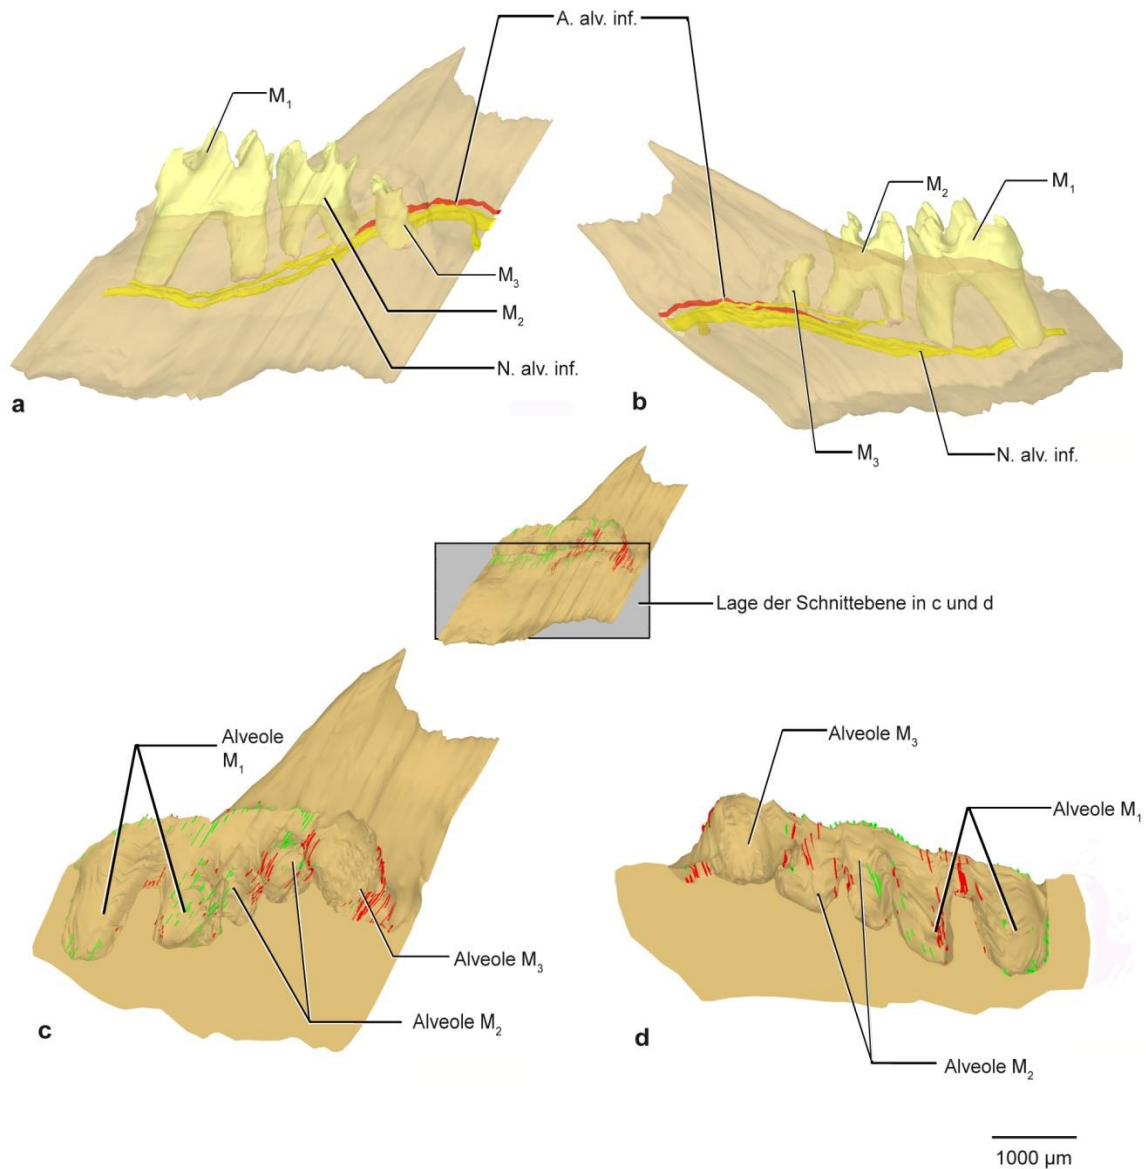 A. alv. inf.
M₁
M₂
M₁
M₃
M₂
N. alv. inf.
a
b
M₃
N. alv. inf.
Lage der Schnittebene in c und d
Alveole
M₁
Alveole M₃
Alveole M₁
Alveole M₃
Alveole M₂
c
d
Alveole M₂
1000 µm